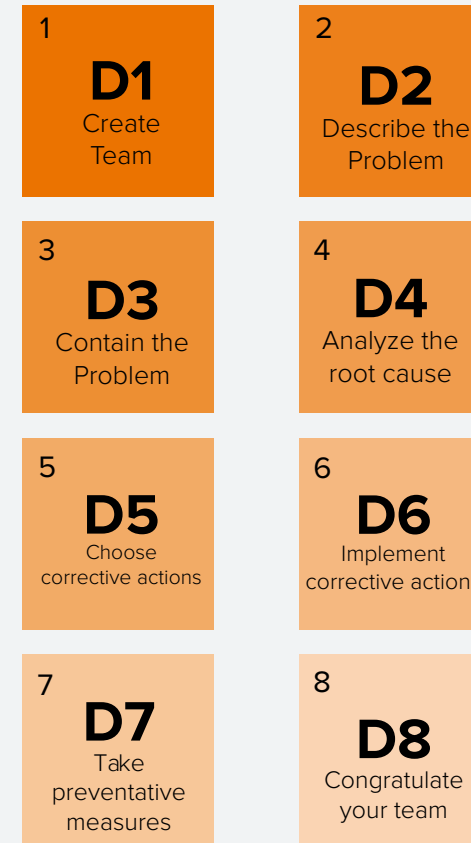 1
D1
Create
Team
2
D2
Describe the
Problem
3
D3
Contain the
Problem
4
D4
Analyze the
root cause
5
D5
Choose
corrective actions
6
D6
Implement
corrective action
7
D7
Take
preventative
measures
8
D8
Congratulate
your team